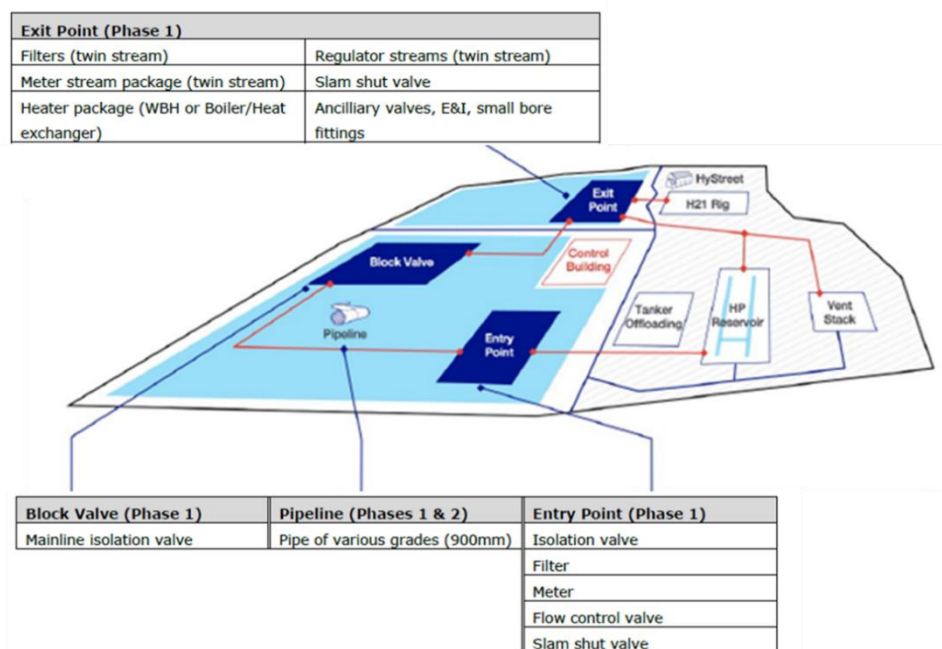 Exit Point (Phase 1)
Filters (twin stream)
Regulator streams (twin stream)
Meter stream package (twin stream)
Slam shut valve
Heater package (WBH or Boiler/Heat
exchanger)
Ancilliary valves, E&I, small bore
fittings
HyStreet
Exit
Point
H21 Rig
Block Valve
Control
Building
Pipeline
Entry
Point
Tanker
Offloading
HP
Reservoir
Vent
Stack
Block Valve (Phase 1)
Pipeline (Phases 1 & 2)
Entry Point (Phase 1)
Mainline isolation valve
Pipe of various grades (900mm)
Isolation valve
Filter
Meter
Flow control valve
Slam shut valve